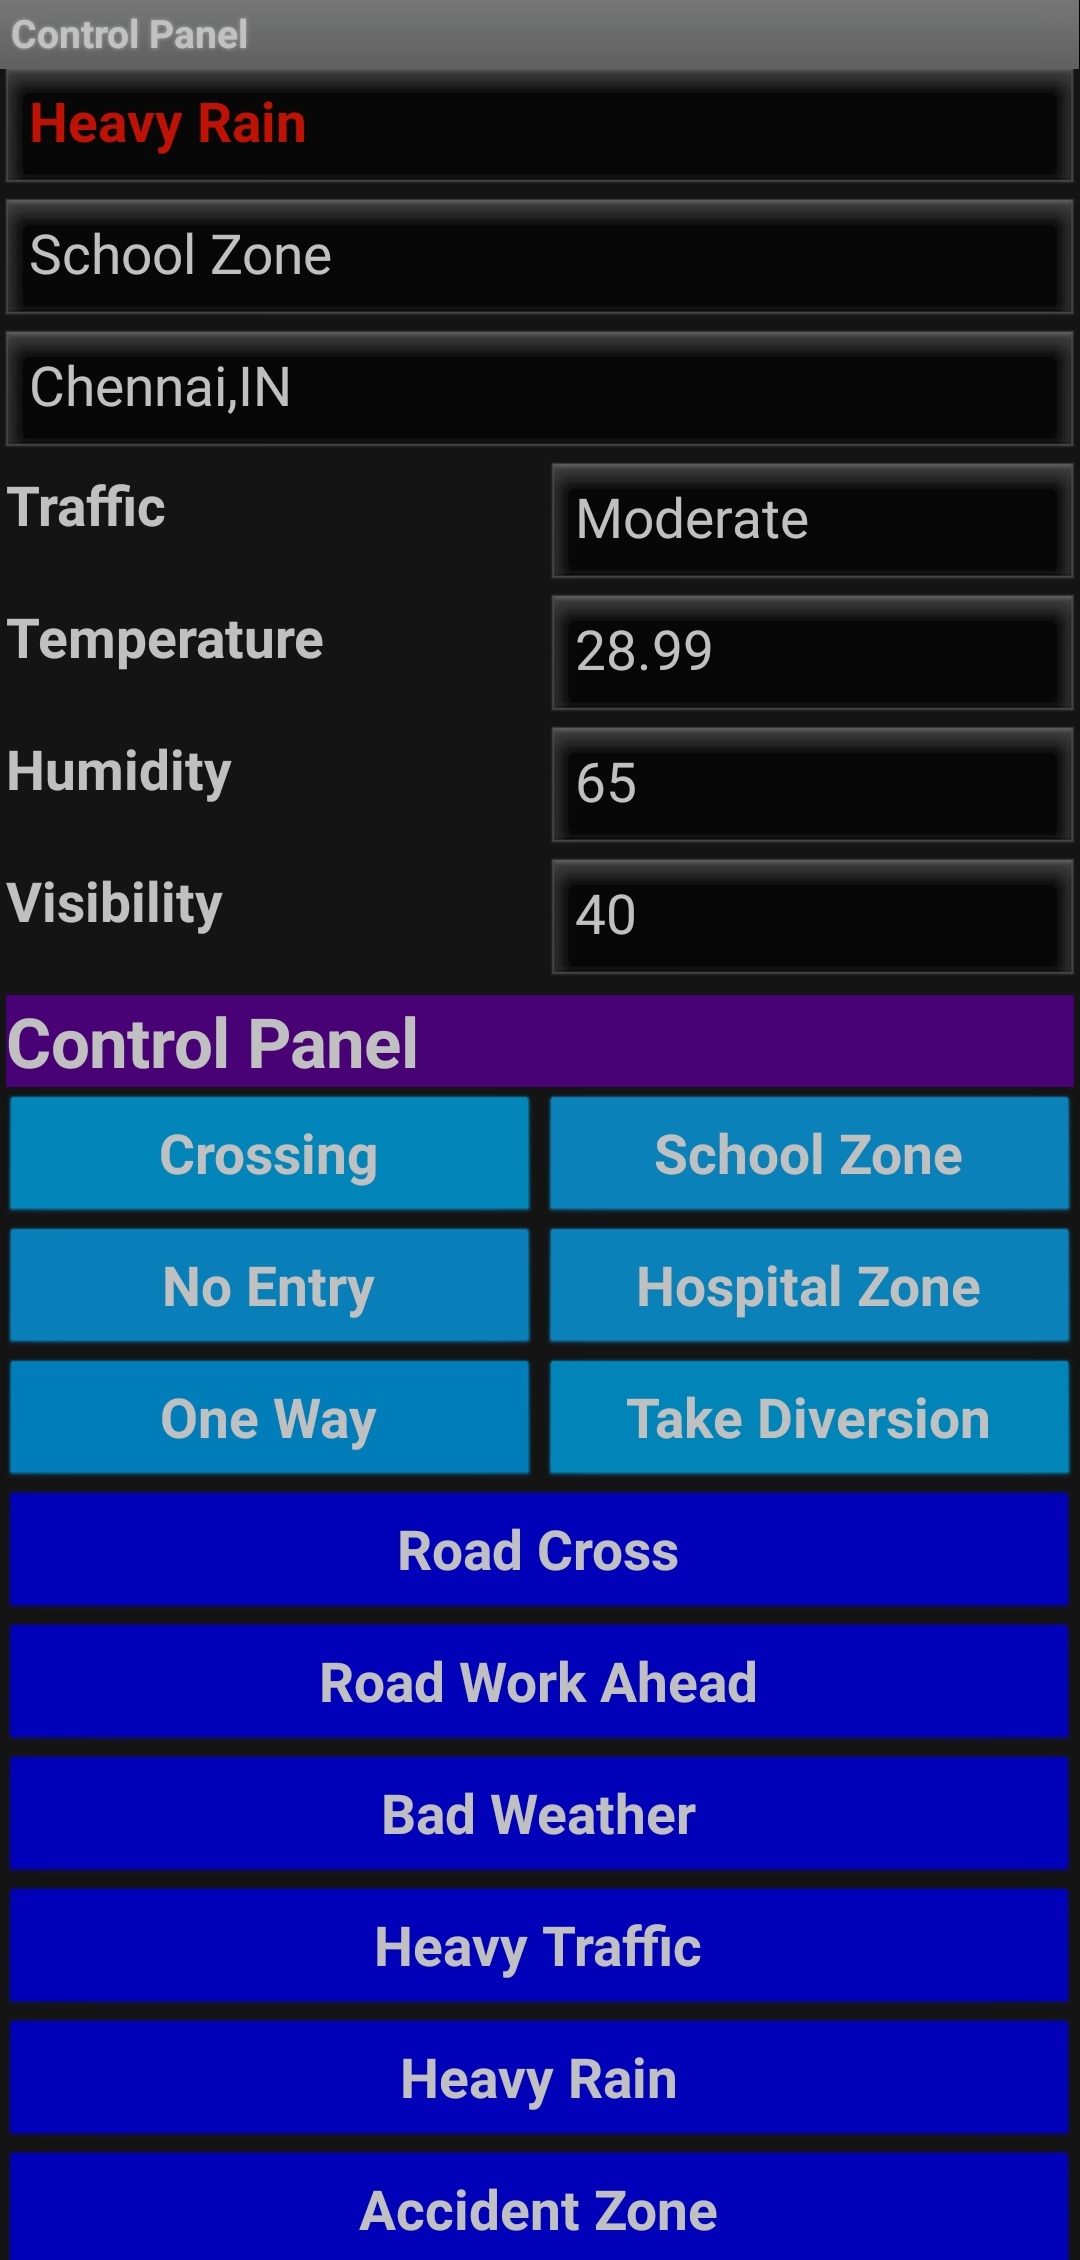 Control Panel
Heavy Rain
School Zone
Chennai,IN
Traffic Moderate
Temperature 28.99
Humidity 65
Visibility 40
Control Panel
Crossing School Zone
No Entry Hospital Zone
One Way Take Diversion
Road Cross
Road Work Ahead
Bad Weather
Heavy Traffic
Heavy Rain
Accident Zone